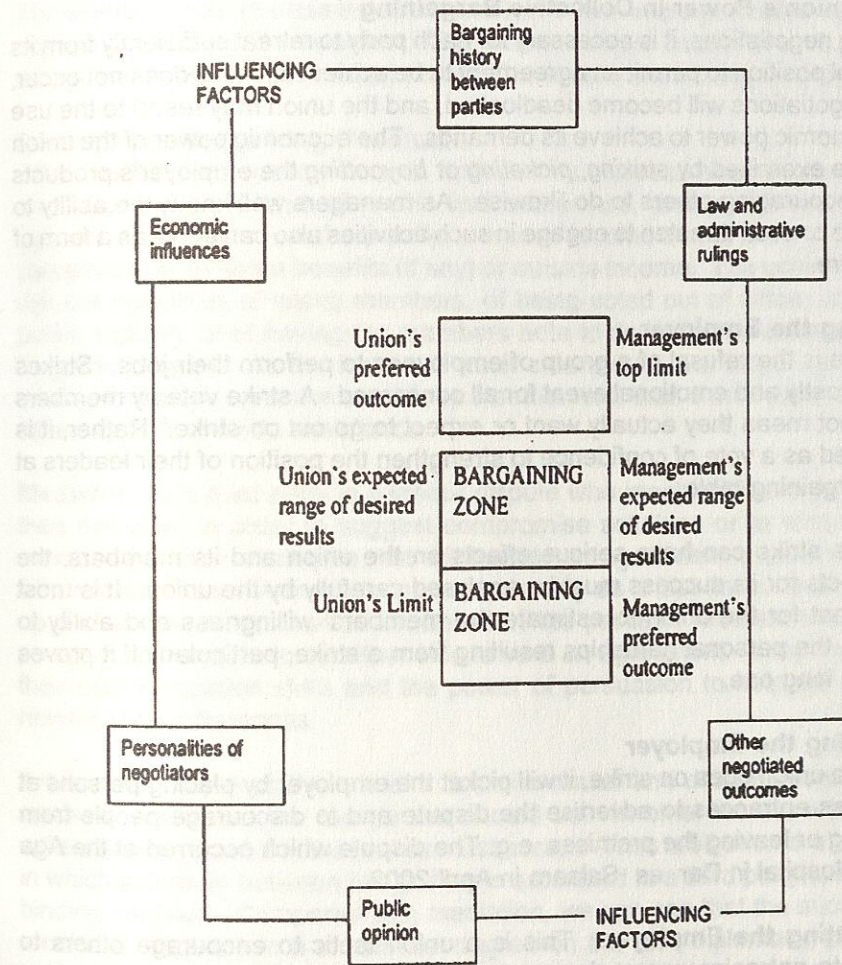 Bargaining
history
between
parties
INFLUENCING
FACTORS
Economic
influences
Law and
administrative
rulings
Union's
preferred
outcome
Management's
top limit
Union's expected
range of desired
results
BARGAINING
ZONE
Management's
expected range
of desired
results
Union's Limit
BARGAINING
ZONE
Management's
preferred
outcome
Personalities of
negotiators
Other
negotiated
outcomes
Public
opinion
INFLUENCING
FACTORS